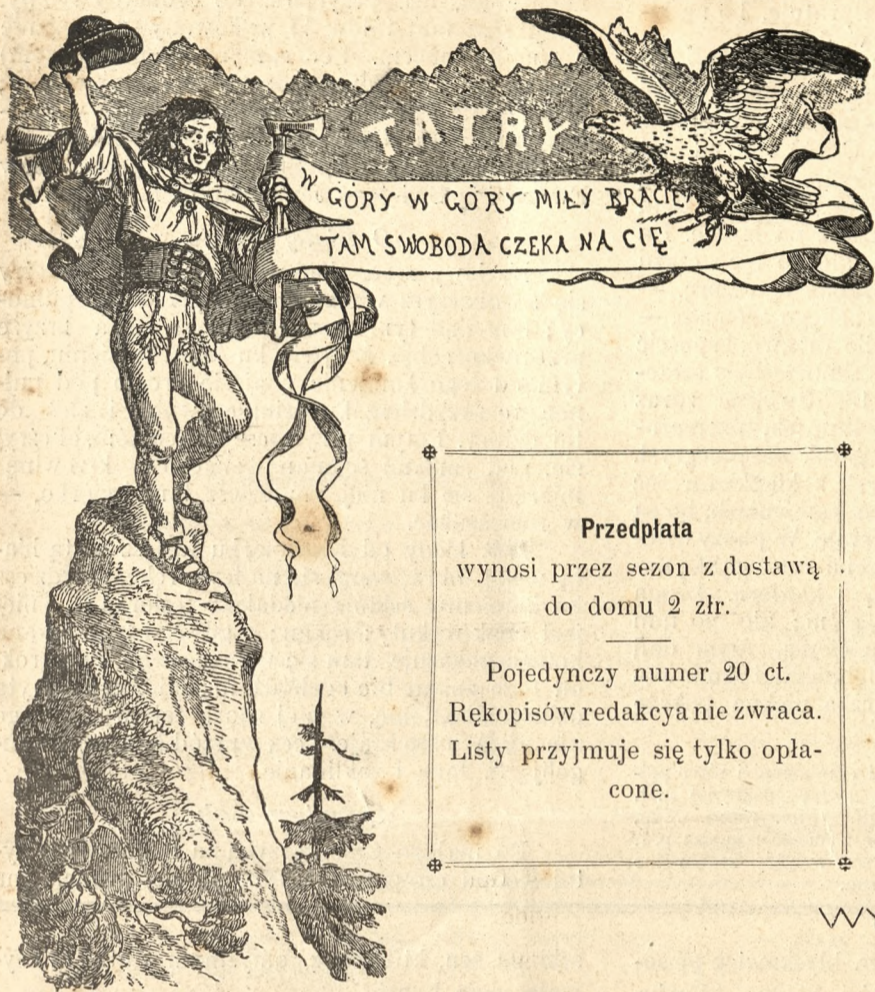 TATRY
W GÓRY W GÓRY MIŁY BRACIE
TAM SWOBODA CZEKA NA CIĘ
Przedpłata
wynosi przez sezon z dostawą
do domu 2 złr.
Pojedynczy numer 20 ct.
Rękopisów redakcya nie zwraca.
Listy przyjmuje się tylko opła-
cone.